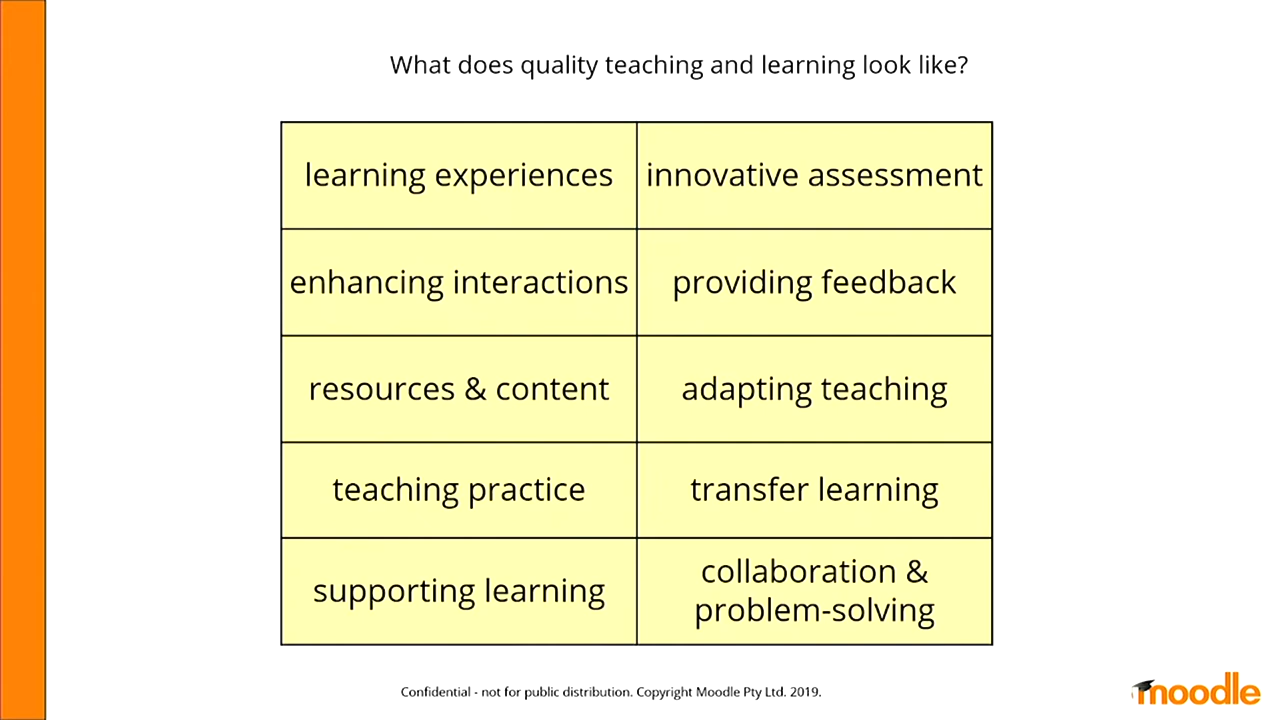 What does quality teaching and learning look like?
learning experiences
innovative assessment
enhancing interactions
providing feedback
resources & content
adapting teaching
teaching practice
transfer learning
supporting learning
collaboration &
problem-solving
Confidential - not for public distribution. Copyright Moodle Pty Ltd. 2019.
moodle